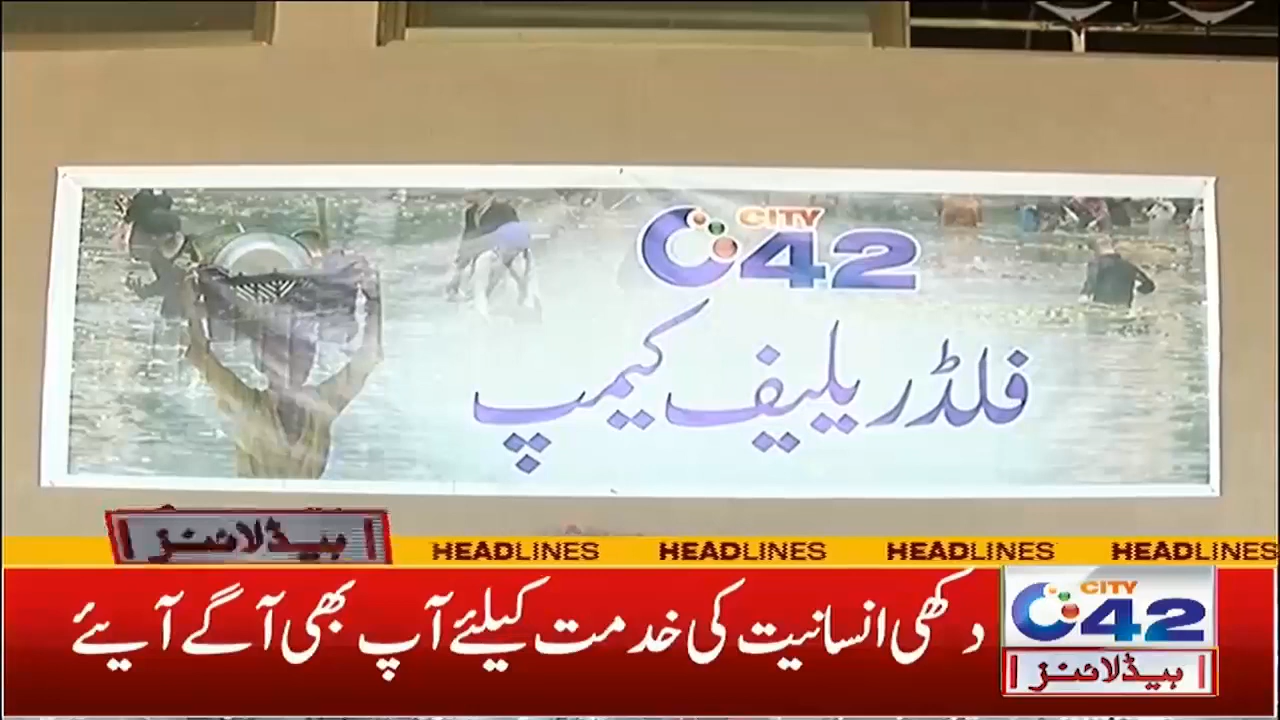 CITY
42
فلڈ ریلیف کیمپ
ہیڈلائنز
HEADLINES HEADLINES HEADLINES HEADLINES
دکھی انسانیت کی خدمت کیلئے آپ بھی آگے آیئے
CITY
42
ہیڈلائنز